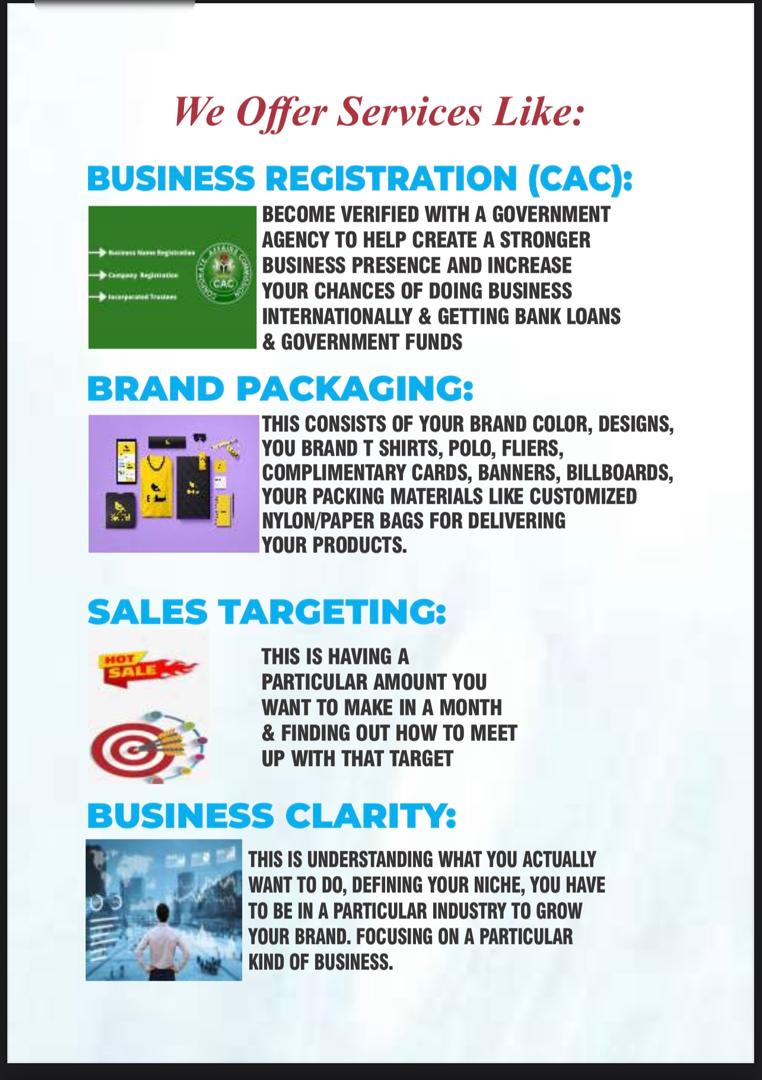 We Offer Services Like:
BUSINESS REGISTRATION (CAC):
Business Name Registration
Company Registration
Incorporated Trustees
CORPORATE AFFAIRS COMMISSION
CAC
BECOME VERIFIED WITH A GOVERNMENT
AGENCY TO HELP CREATE A STRONGER
BUSINESS PRESENCE AND INCREASE
YOUR CHANCES OF DOING BUSINESS
INTERNATIONALLY & GETTING BANK LOANS
& GOVERNMENT FUNDS
BRAND PACKAGING:
THIS CONSISTS OF YOUR BRAND COLOR, DESIGNS,
YOU BRAND T SHIRTS, POLO, FLIERS,
COMPLIMENTARY CARDS, BANNERS, BILLBOARDS,
YOUR PACKING MATERIALS LIKE CUSTOMIZED
NYLON/PAPER BAGS FOR DELIVERING
YOUR PRODUCTS.
SALES TARGETING:
HOT
SALE
THIS IS HAVING A
PARTICULAR AMOUNT YOU
WANT TO MAKE IN A MONTH
& FINDING OUT HOW TO MEET
UP WITH THAT TARGET
BUSINESS CLARITY:
THIS IS UNDERSTANDING WHAT YOU ACTUALLY
WANT TO DO, DEFINING YOUR NICHE, YOU HAVE
TO BE IN A PARTICULAR INDUSTRY TO GROW
YOUR BRAND. FOCUSING ON A PARTICULAR
KIND OF BUSINESS.